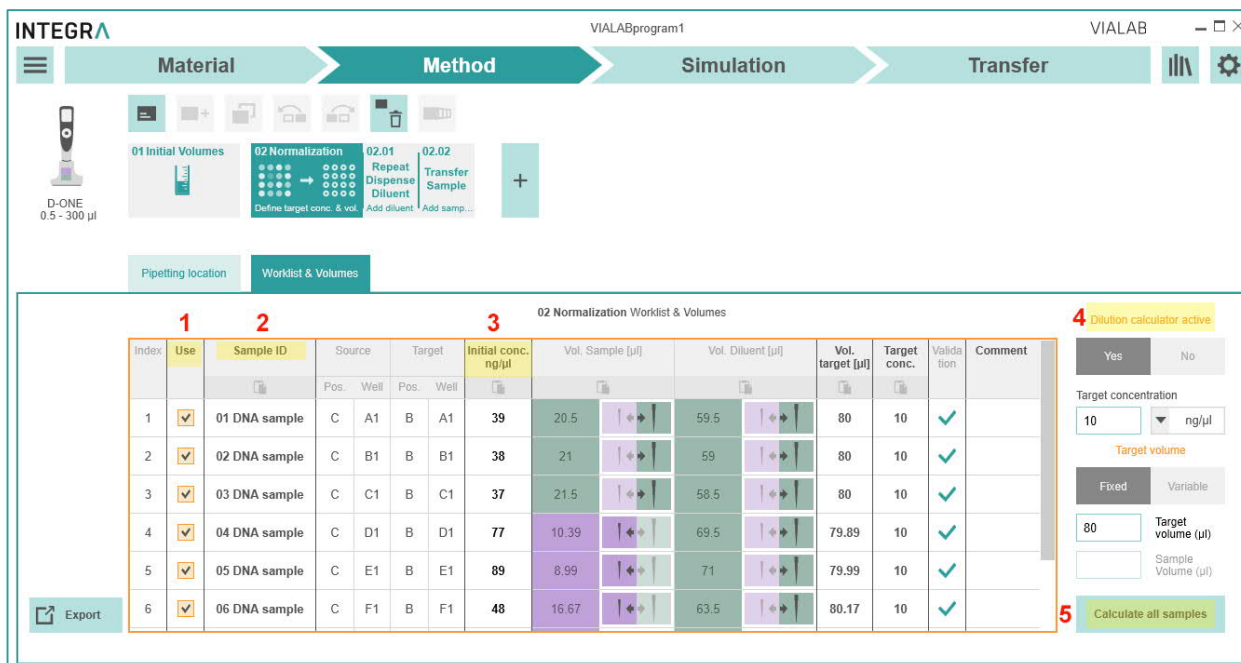 INTEGRA
VIALABprogram1
VIALAB
Material
Method
Simulation
Transfer
D-ONE
0.5 - 300 µl
01 Initial Volumes
02 Normalization
Define target conc. & vol.
02.01
Repeat
Dispense
Diluent
Add diluent
02.02
Transfer
Sample
Add samp...
+
Pipetting location
Worklist & Volumes
02 Normalization Worklist & Volumes
1 2 3
Index Use Sample ID Source Target Initial conc. ng/µl Vol. Sample [µl] Vol. Diluent [µl] Vol. target [µl] Target conc. Valida tion Comment
Pos. Well Pos. Well
1 01 DNA sample C A1 B A1 39 20.5 59.5 80 10
2 02 DNA sample C B1 B B1 38 21 59 80 10
3 03 DNA sample C C1 B C1 37 21.5 58.5 80 10
4 04 DNA sample C D1 B D1 77 10.39 69.5 79.89 10
5 05 DNA sample C E1 B E1 89 8.99 71 79.99 10
6 06 DNA sample C F1 B F1 48 16.67 63.5 80.17 10
Export
4 Dilution calculator active
Yes No
Target concentration
10 ng/µl
Target volume
Fixed Variable
80 Target
volume (µl)
Sample
Volume (µl)
5 Calculate all samples